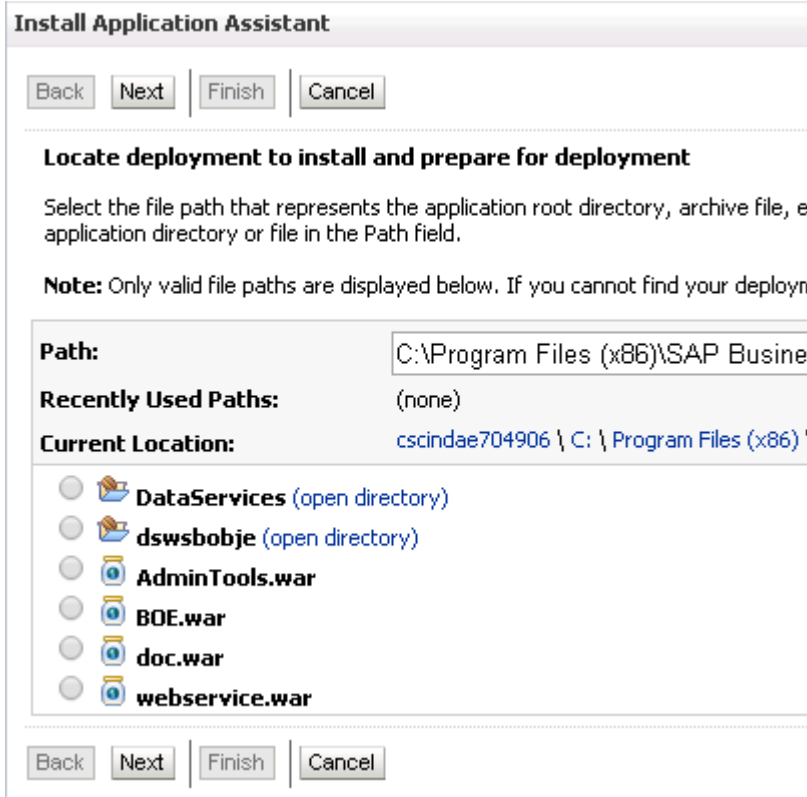 Install Application Assistant
Back Next Finish Cancel
Locate deployment to install and prepare for deployment
Select the file path that represents the application root directory, archive file,
application directory or file in the Path field.
Note: Only valid file paths are displayed below. If you cannot find your
Path: C:\Program Files (x86)\SAP
Recently Used Paths: (none)
Current Location: cscindae704906 \ C: \ Program Files (x86)
DataServices (open directory)
dswsbobje (open directory)
AdminTools.war
BOE.war
doc.war
webservice.war
Back Next Finish Cancel